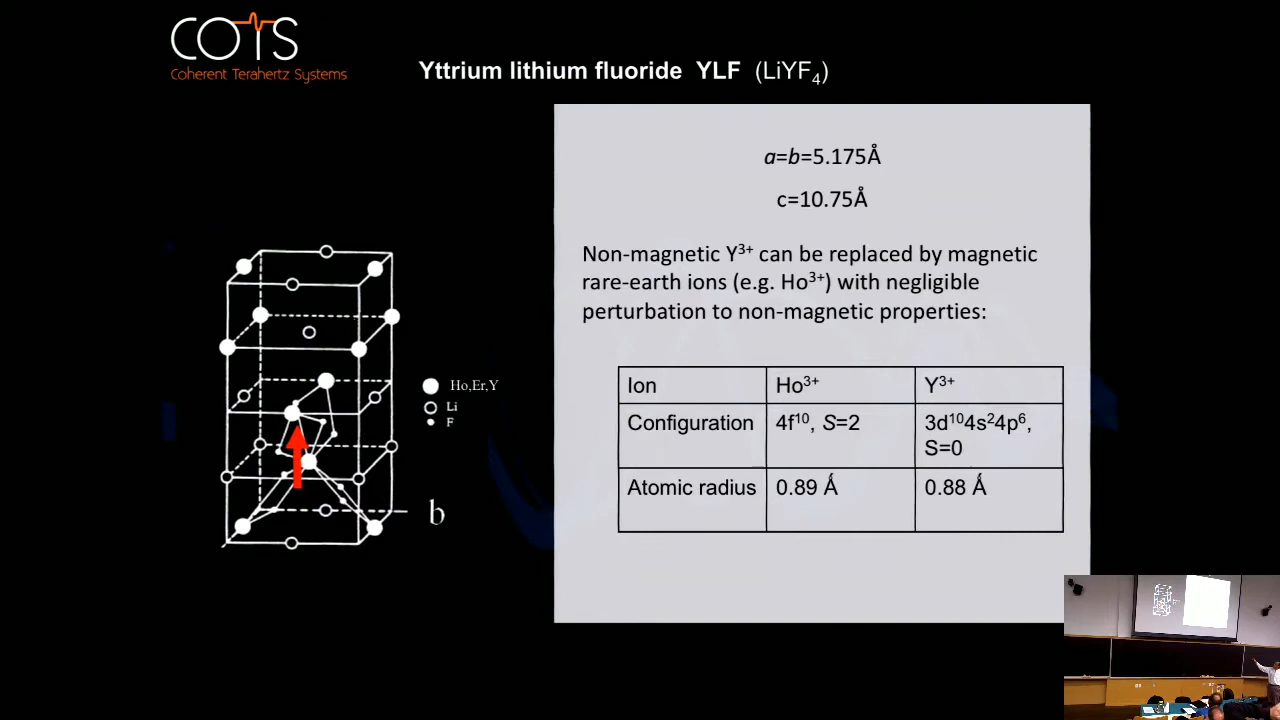 COTS
Coherent Terahertz Systems
Yttrium lithium fluoride YLF (LiYF4)
a=b=5.175Å
c=10.75Å
Non-magnetic Y3+ can be replaced by magnetic
rare-earth ions (e.g. Ho3+) with negligible
perturbation to non-magnetic properties:
Ion Ho3+ Y3+
Configuration 4f10, S=2 3d104s24p6,
S=0
Atomic radius 0.89 Ǻ 0.88 Ǻ
Ho,Er,Y
Li
F
b